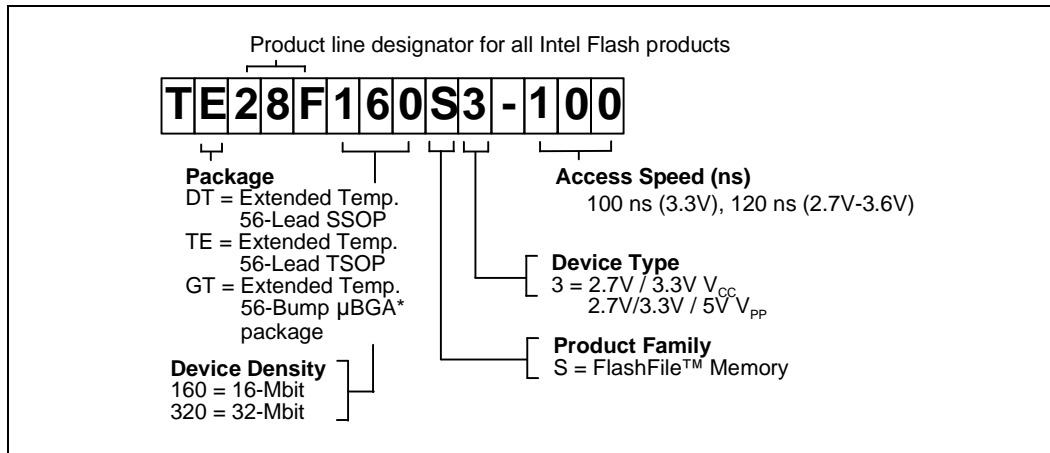 Product line designator for all Intel Flash products
TE28F160S3-100
Package
DT = Extended Temp.
56-Lead SSOP
TE = Extended Temp.
56-Lead TSOP
GT = Extended Temp.
56-Bump µBGA*
package
Device Density
160 = 16-Mbit
320 = 32-Mbit
Access Speed (ns)
100 ns (3.3V), 120 ns (2.7V-3.6V)
Device Type
3 = 2.7V / 3.3V VCC
2.7V/3.3V / 5V VPP
Product Family
S = FlashFile™ Memory